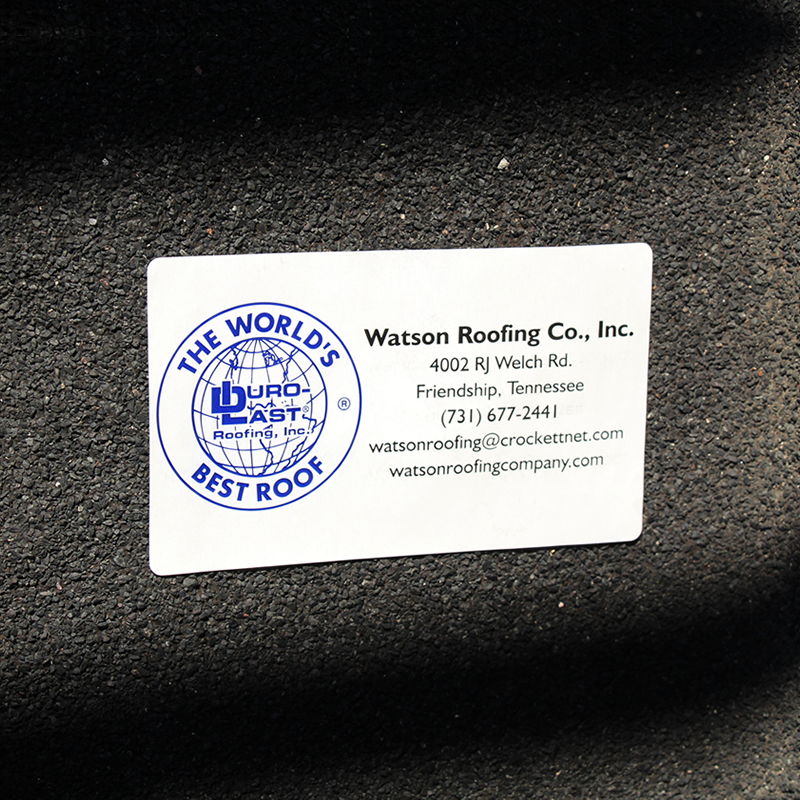 THE WORLD'S
DURO-
LAST®
Roofing, Inc.
®
BEST ROOF
Watson Roofing Co., Inc.
4002 RJ Welch Rd.
Friendship, Tennessee
(731) 677-2441
watsonroofing@crockettnet.com
watsonroofingcompany.com